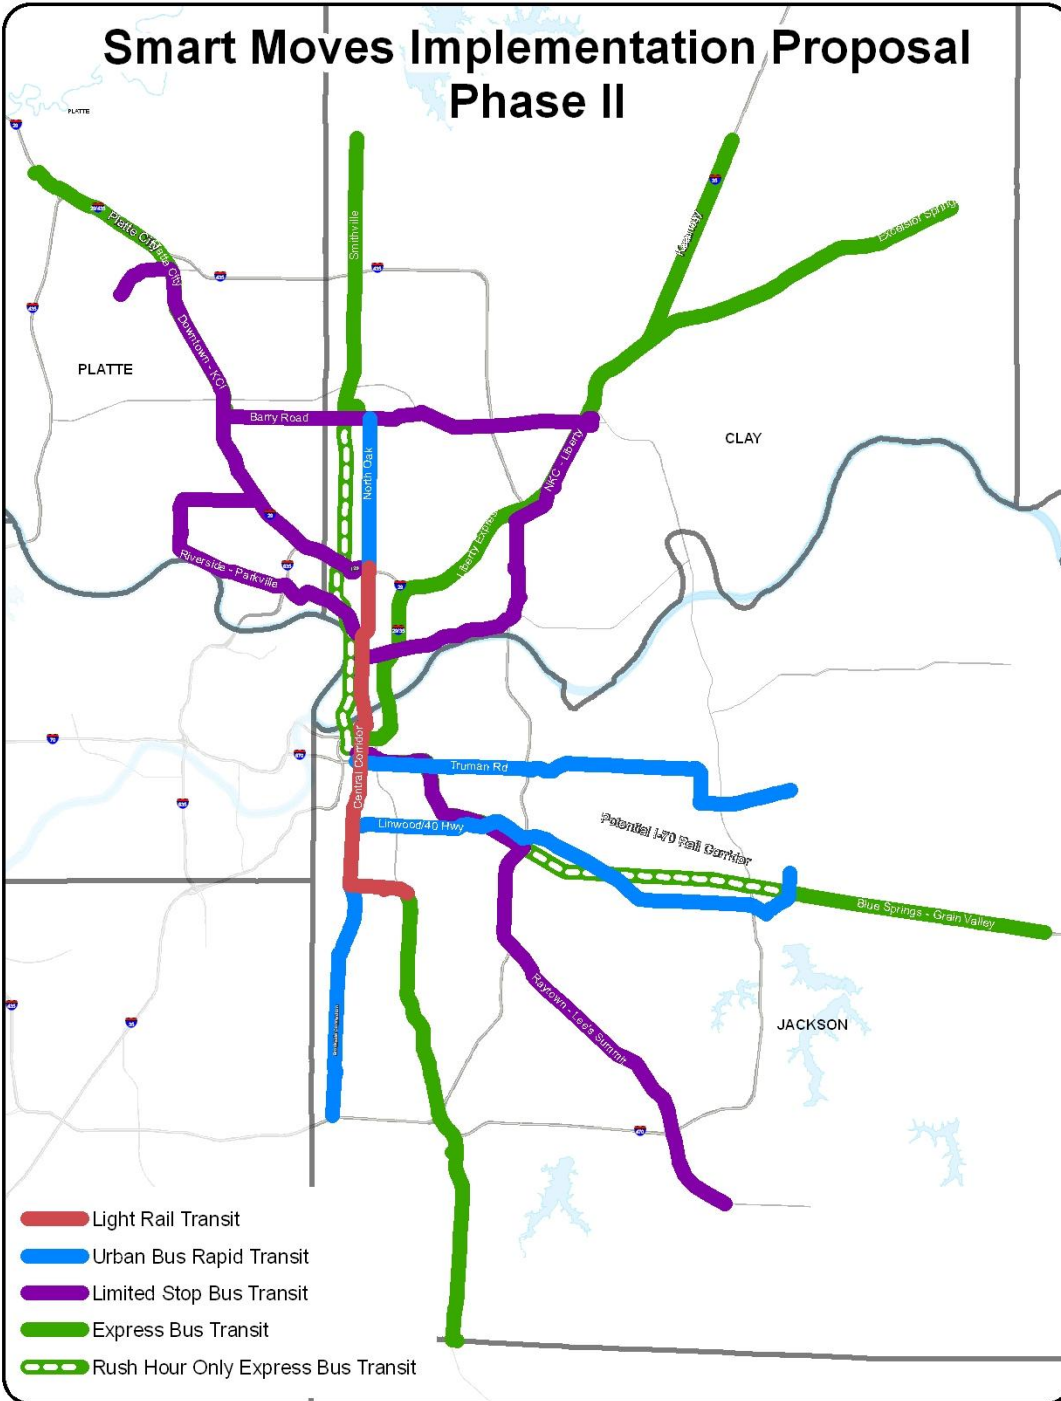 Smart Moves Implementation Proposal
Phase II
PLATTE
Platte City
Platte City
Smithville
Kearney
Excelsior Springs
Downtown - KCI
PLATTE
Barry Road
North Oak
NKC - Liberty
CLAY
Liberty Express
Riverside - Parkville
Central Corridor
Truman Rd
Linwood/40 Hwy
Potential I-70 Rail Corridor
Blue Springs - Grain Valley
Raytown - Lee's Summit
JACKSON
Light Rail Transit
Urban Bus Rapid Transit
Limited Stop Bus Transit
Express Bus Transit
Rush Hour Only Express Bus Transit